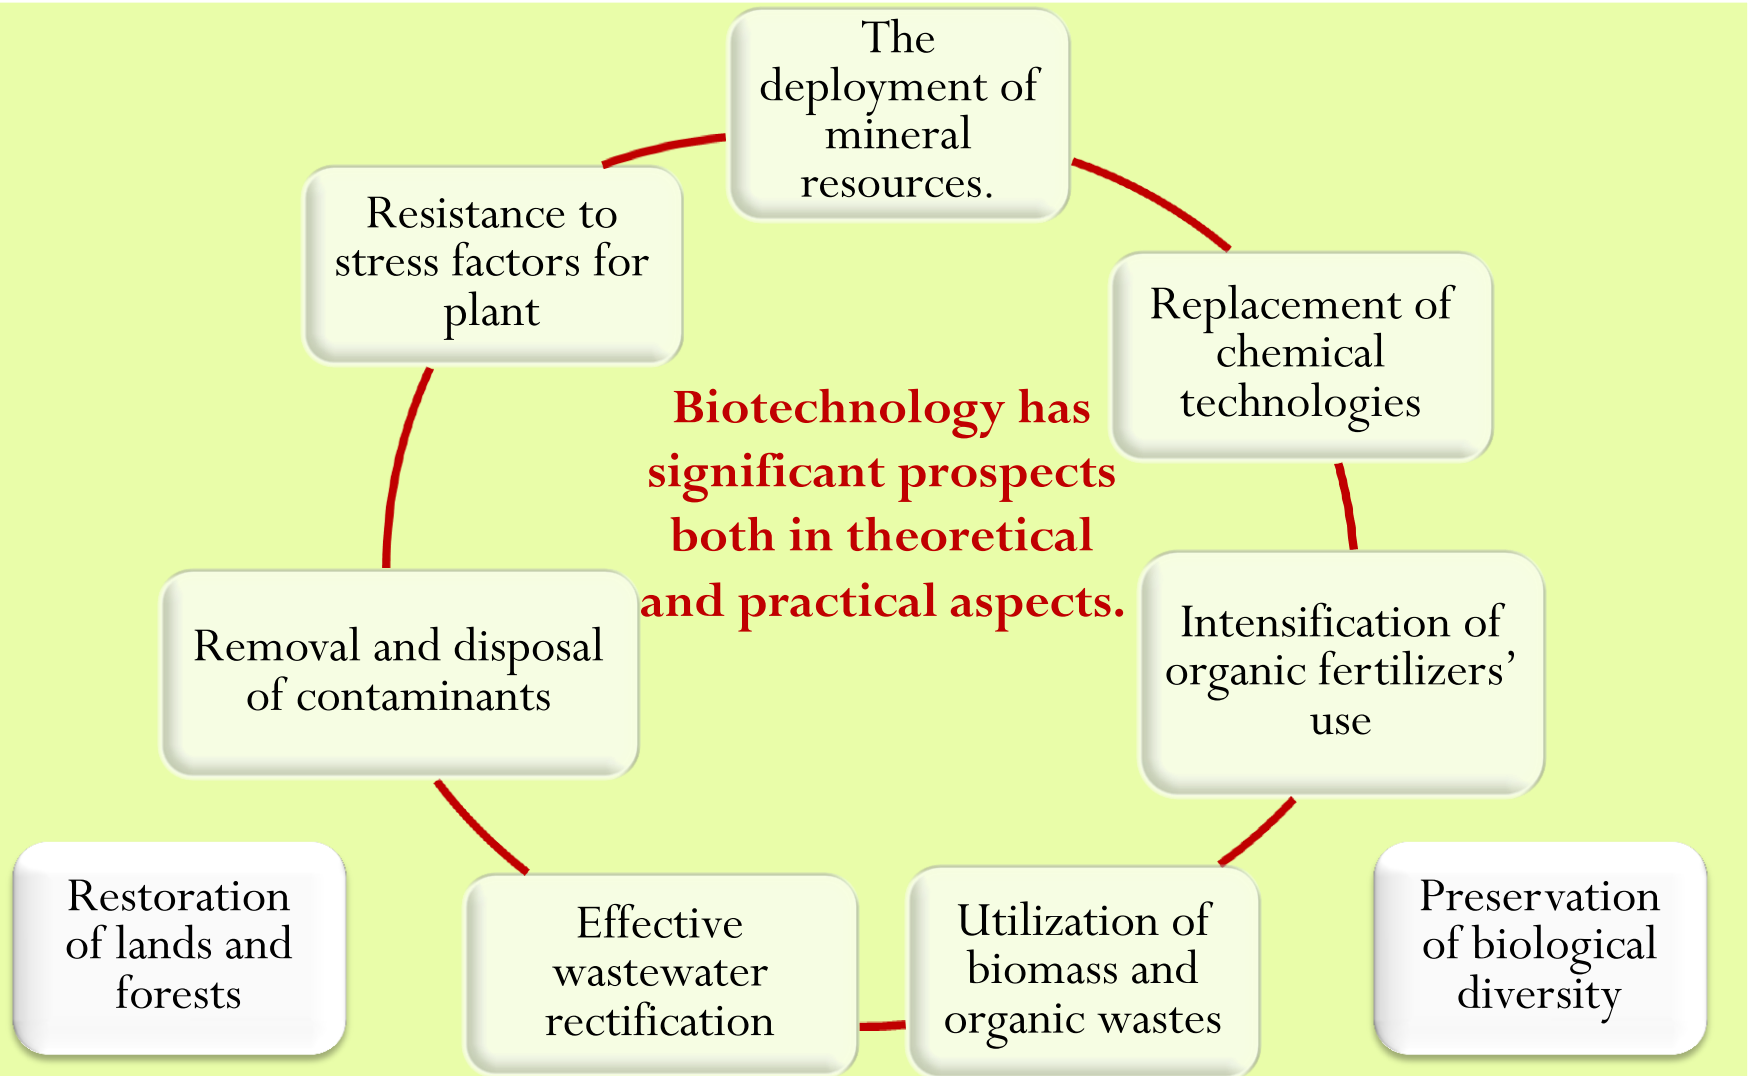 The
deployment of
mineral
resources.
Resistance to
stress factors for
plant
Replacement of
chemical
technologies
Biotechnology has
significant prospects
both in theoretical
and practical aspects.
Intensification of
organic fertilizers’
use
Removal and disposal
of contaminants
Restoration
of lands and
forests
Effective
wastewater
rectification
Utilization of
biomass and
organic wastes
Preservation
of biological
diversity